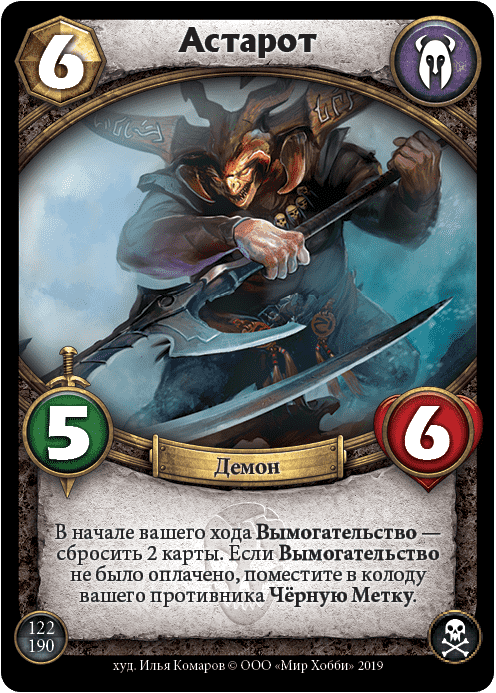 6
Астарот
5
6
Демон
В начале вашего хода Вымогательство —
сбросить 2 карты. Если Вымогательство
не было оплачено, поместите в колоду
вашего противника Чёрную Метку.
122
190
худ. Илья Комаров © ООО «Мир Хобби» 2019